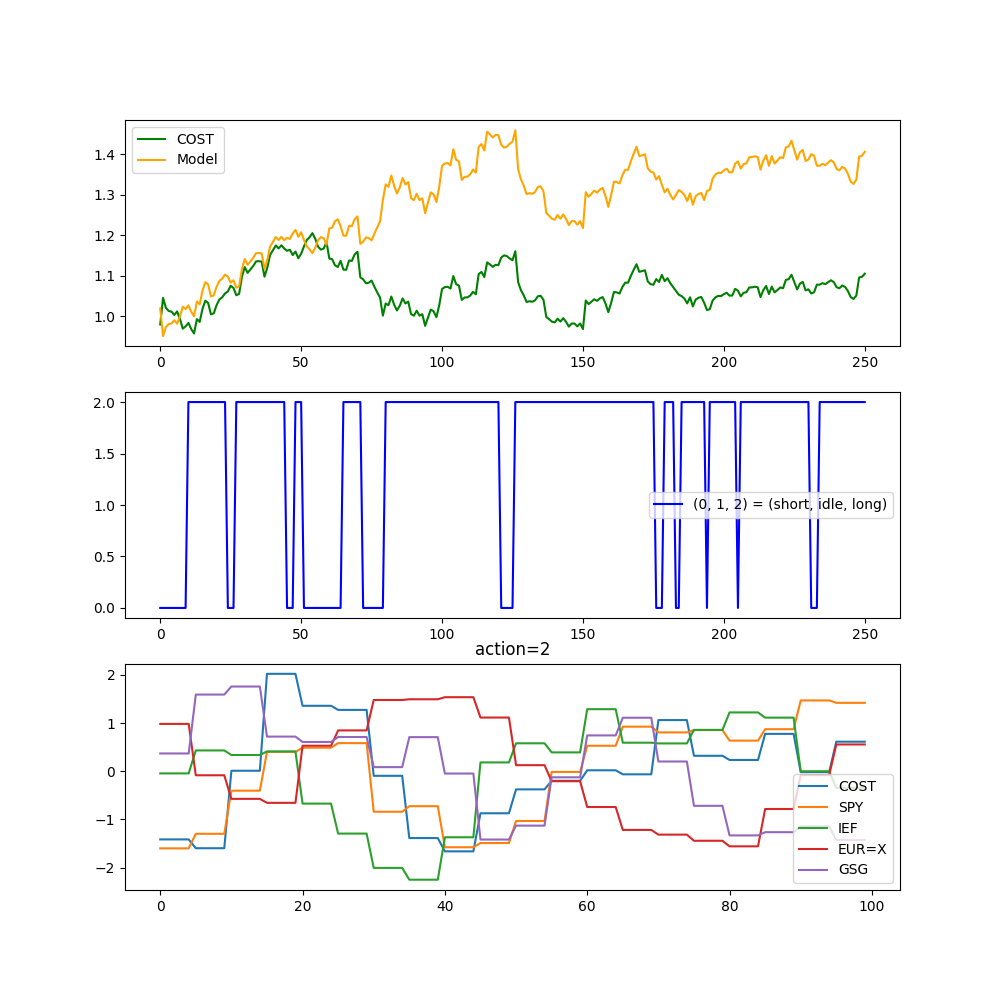 COST
Model
1.4
1.3
1.2
1.1
1.0
0 50 100 150 200 250
2.0
1.5
1.0
0.5
0.0
(0, 1, 2) = (short, idle, long)
0 50 100 150 200 250
action=2
2
1
0
−1
−2
COST
SPY
IEF
EUR=X
GSG
0 20 40 60 80 100